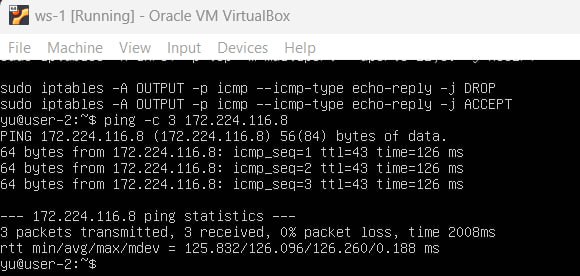 ws-1 [Running] - Oracle VM VirtualBox
File Machine View Input Devices Help
sudo iptables -A OUTPUT -p icmp --icmp-type echo-reply -j DROP
sudo iptables -A OUTPUT -p icmp --icmp-type echo-reply -j ACCEPT
yu@user-2:~$ ping -c 3 172.224.116.8
PING 172.224.116.8 (172.224.116.8) 56(84) bytes of data.
64 bytes from 172.224.116.8: icmp_seq=1 ttl=43 time=126 ms
64 bytes from 172.224.116.8: icmp_seq=2 ttl=43 time=126 ms
64 bytes from 172.224.116.8: icmp_seq=3 ttl=43 time=126 ms
--- 172.224.116.8 ping statistics ---
3 packets transmitted, 3 received, 0% packet loss, time 2008ms
rtt min/avg/max/mdev = 125.832/126.096/126.260/0.188 ms
yu@user-2:~$